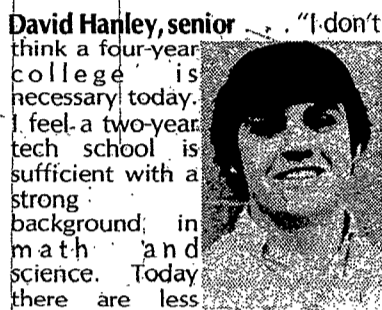 David Hanley, senior . . . "I don't
think a four-year
college is
necessary today.
I feel a two-year
tech school is
sufficient with a
strong
background in
math and
science. Today
there are less